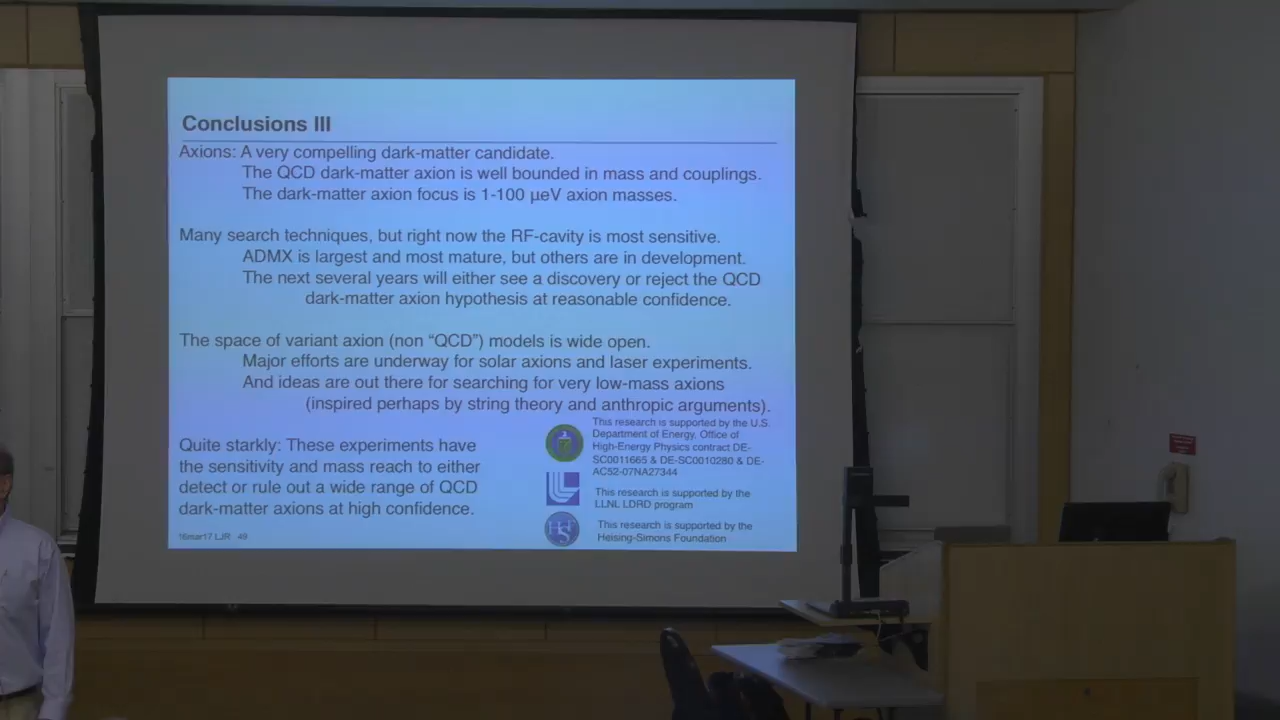 Conclusions III
Axions: A very compelling dark-matter candidate.
The QCD dark-matter axion is well bounded in mass and couplings.
The dark-matter axion focus is 1-100 μeV axion masses.
Many search techniques, but right now the RF-cavity is most sensitive.
ADMX is largest and most mature, but others are in development.
The next several years will either see a discovery or reject the QCD
dark-matter axion hypothesis at reasonable confidence.
The space of variant axion (non “QCD”) models is wide open.
Major efforts are underway for solar axions and laser experiments.
And ideas are out there for searching for very low-mass axions
(inspired perhaps by string theory and anthropic arguments).
Quite starkly: These experiments have
the sensitivity and mass reach to either
detect or rule out a wide range of QCD
dark-matter axions at high confidence.
This research is supported by the U.S.
Department of Energy, Office of
High-Energy Physics contract DE-
SC0011665 & DE-SC0010280 & DE-
AC52-07NA27344
This research is supported by the
LLNL LDRD program
This research is supported by the
Heising-Simons Foundation
16mar17 LJR 49